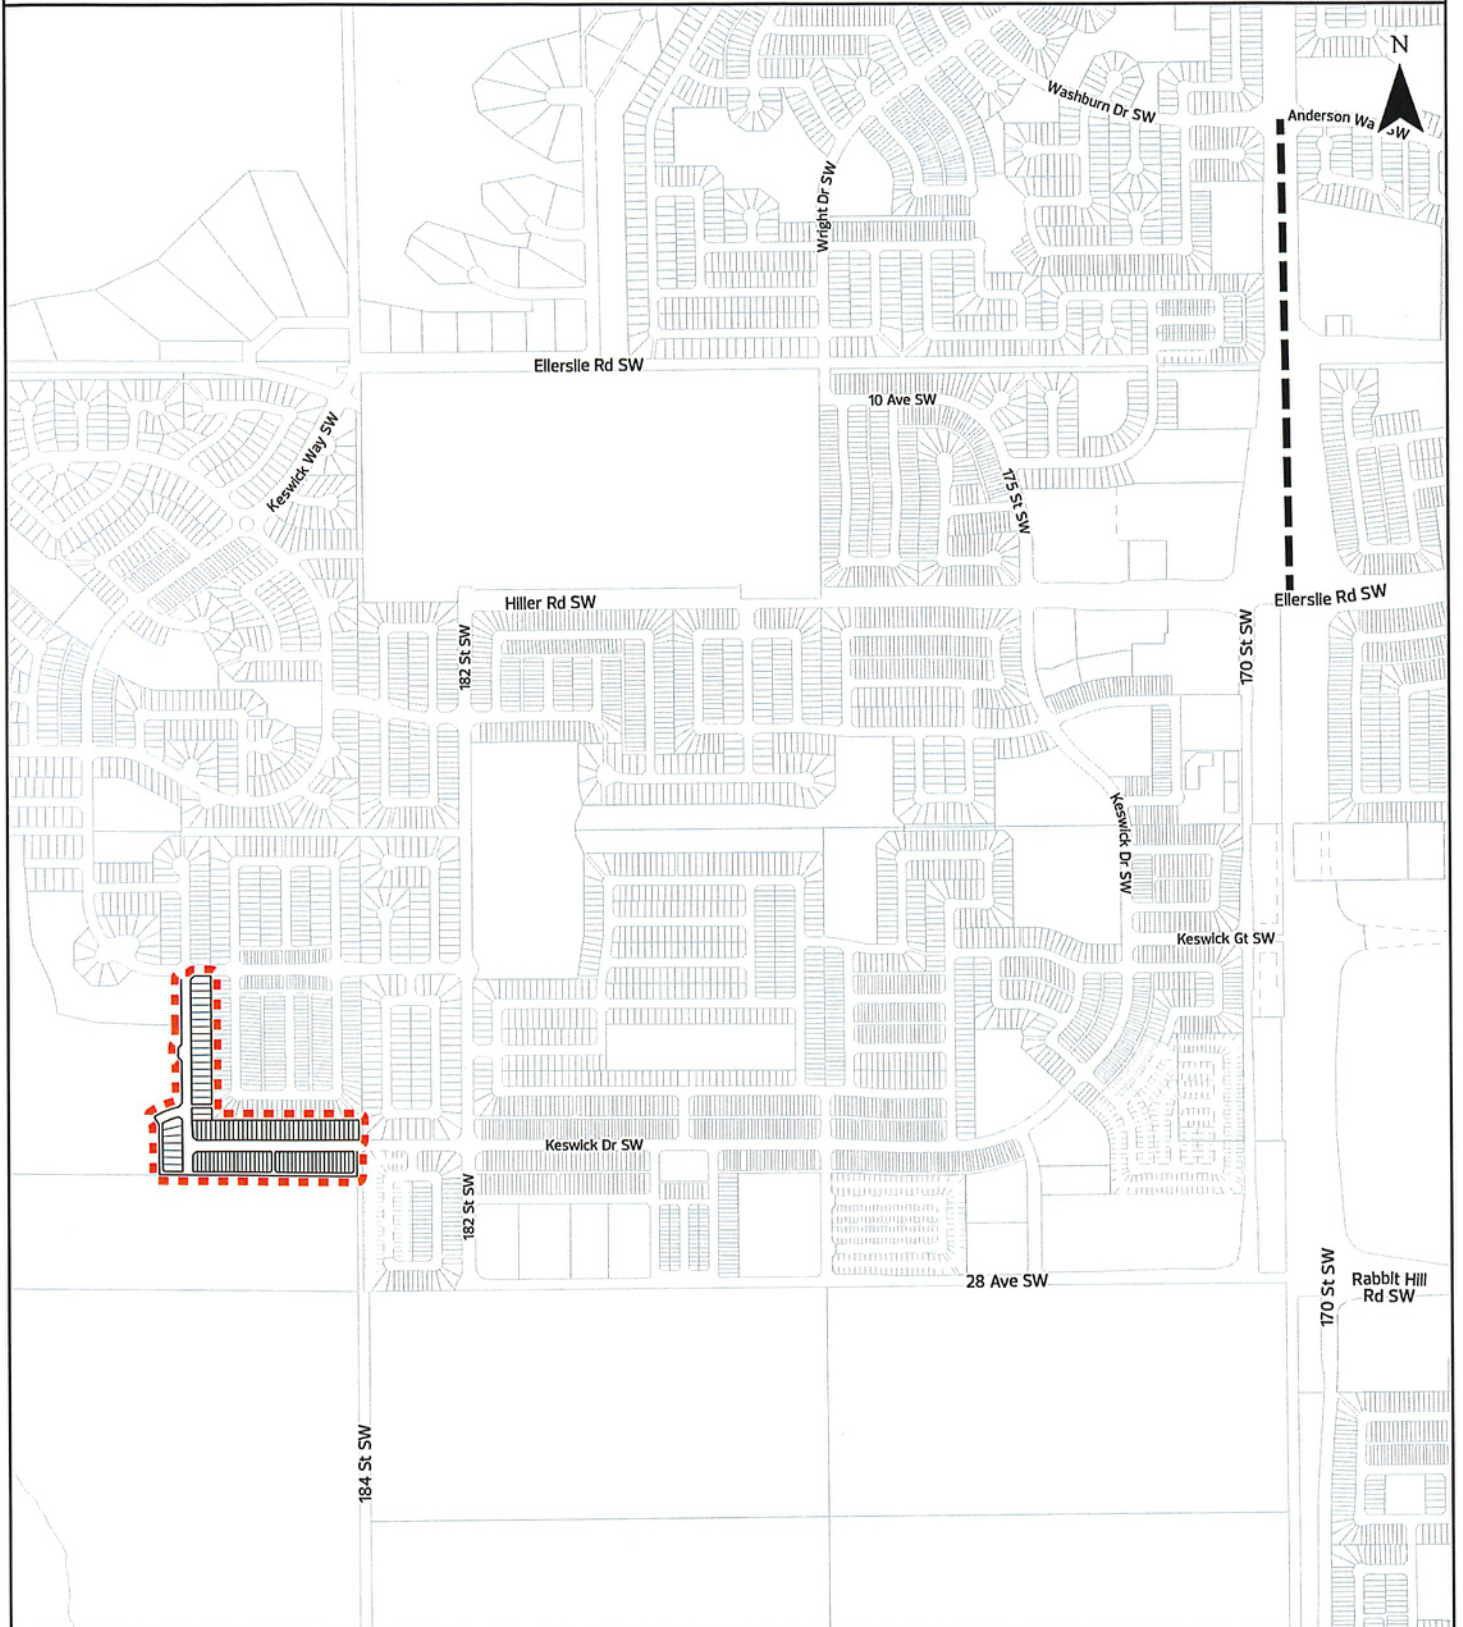 N
Washburn Dr SW
Anderson Wa SW
Wright Dr SW
Ellerslie Rd SW
10 Ave SW
Keswick Way SW
175 St SW
Hiller Rd SW
Ellerslie Rd SW
182 St SW
170 St SW
Keswick Dr SW
Keswick Gt SW
Keswick Dr SW
182 St SW
28 Ave SW
170 St SW
Rabbit Hill
Rd SW
184 St SW